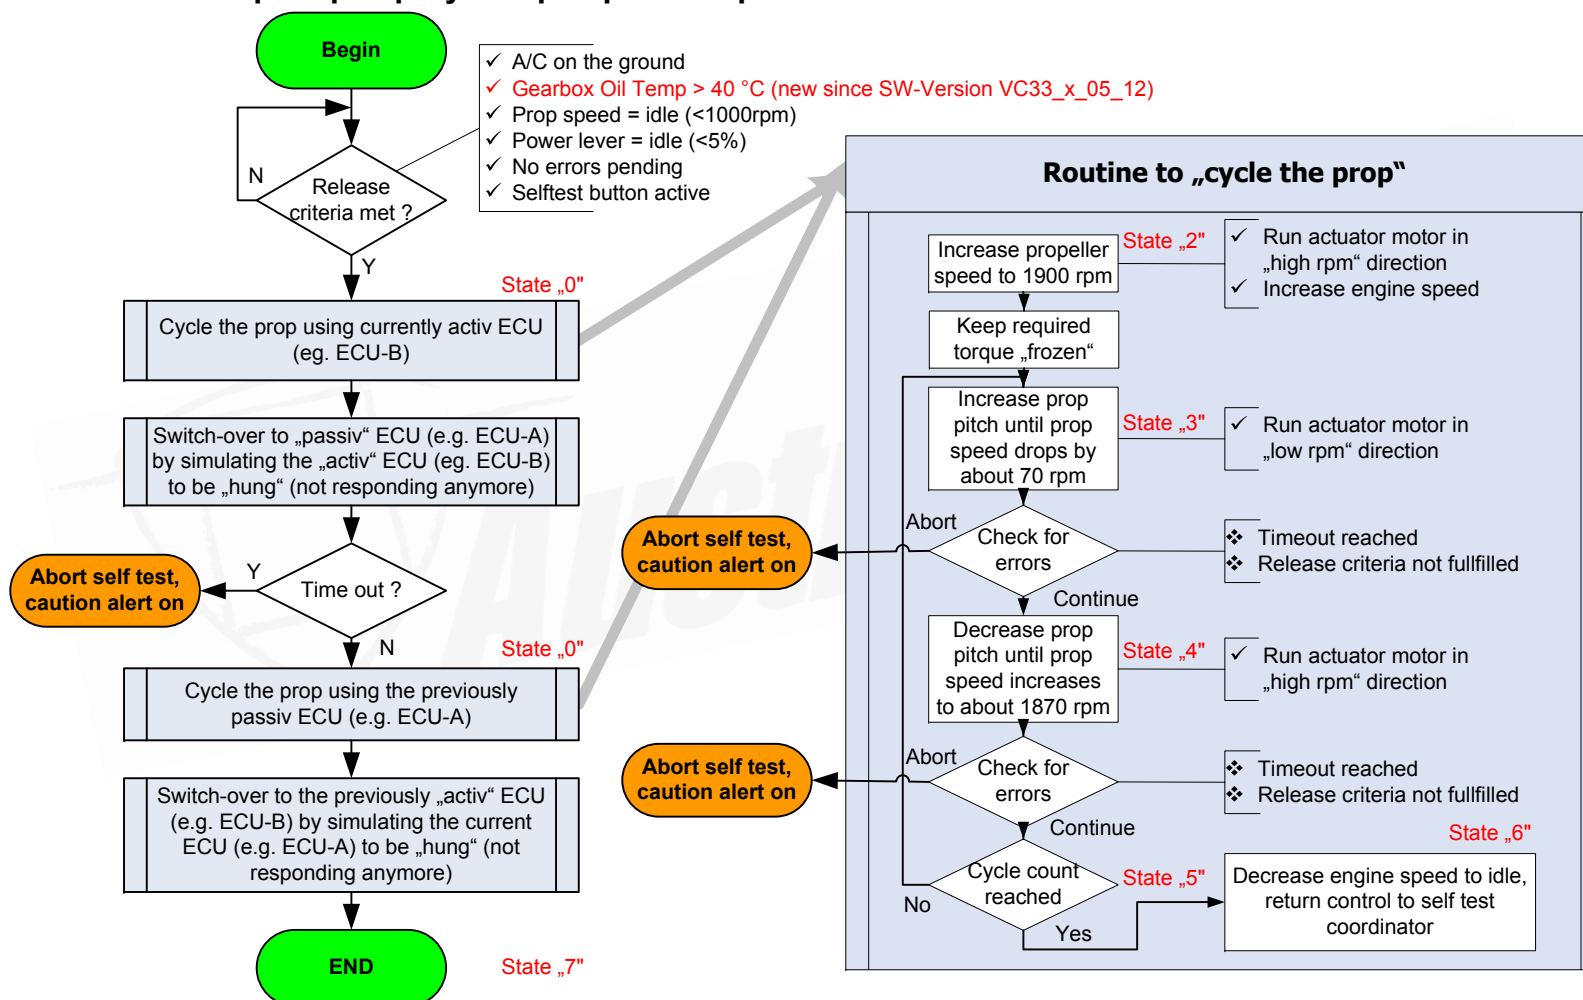 Begin
✓ A/C on the ground
✓ Gearbox Oil Temp > 40 °C (new since SW-Version VC33_x_05_12)
✓ Prop speed = idle (<1000rpm)
✓ Power lever = idle (<5%)
✓ No errors pending
✓ Selftest button active
N
Release
criteria met ?
Y
State „0"
Cycle the prop using currently activ ECU
(eg. ECU-B)
Switch-over to „passiv“ ECU (e.g. ECU-A)
by simulating the „activ“ ECU (eg. ECU-B)
to be „hung“ (not responding anymore)
Y
Time out ?
Abort self test,
caution alert on
N
State „0"
Cycle the prop using the previously
passiv ECU (e.g. ECU-A)
Switch-over to the previously „activ“ ECU
(e.g. ECU-B) by simulating the current
ECU (e.g. ECU-A) to be „hung“ (not
responding anymore)
END
State „7"
Routine to „cycle the prop“
Increase propeller
speed to 1900 rpm
State „2"
✓ Run actuator motor in
„high rpm“ direction
✓ Increase engine speed
Keep required
torque „frozen“
Increase prop
pitch until prop
speed drops by
about 70 rpm
State „3"
✓ Run actuator motor in
„low rpm“ direction
Abort
Abort self test,
caution alert on
Check for
errors
❖ Timeout reached
❖ Release criteria not fullfilled
Continue
Decrease prop
pitch until prop
speed increases
to about 1870 rpm
State „4"
✓ Run actuator motor in
„high rpm“ direction
Abort
Abort self test,
caution alert on
Check for
errors
❖ Timeout reached
❖ Release criteria not fullfilled
Continue
Cycle count
reached
State „5"
No
Yes
State „6"
Decrease engine speed to idle,
return control to self test
coordinator